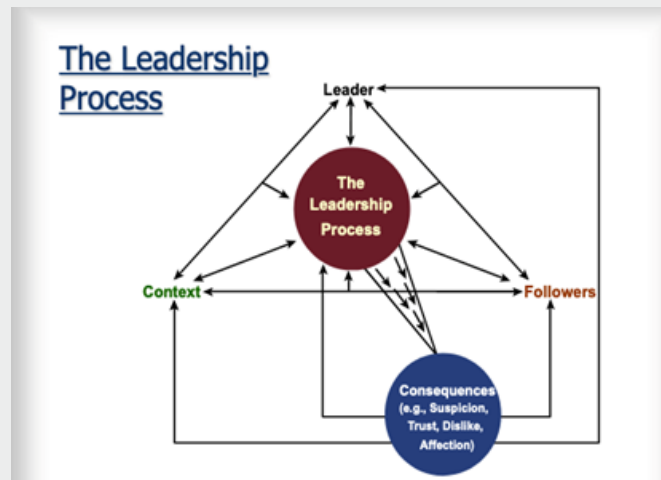 The Leadership
Process
Leader
The
Leadership
Process
Context
Followers
Consequences
(e.g., Suspicion,
Trust, Dislike,
Affection)